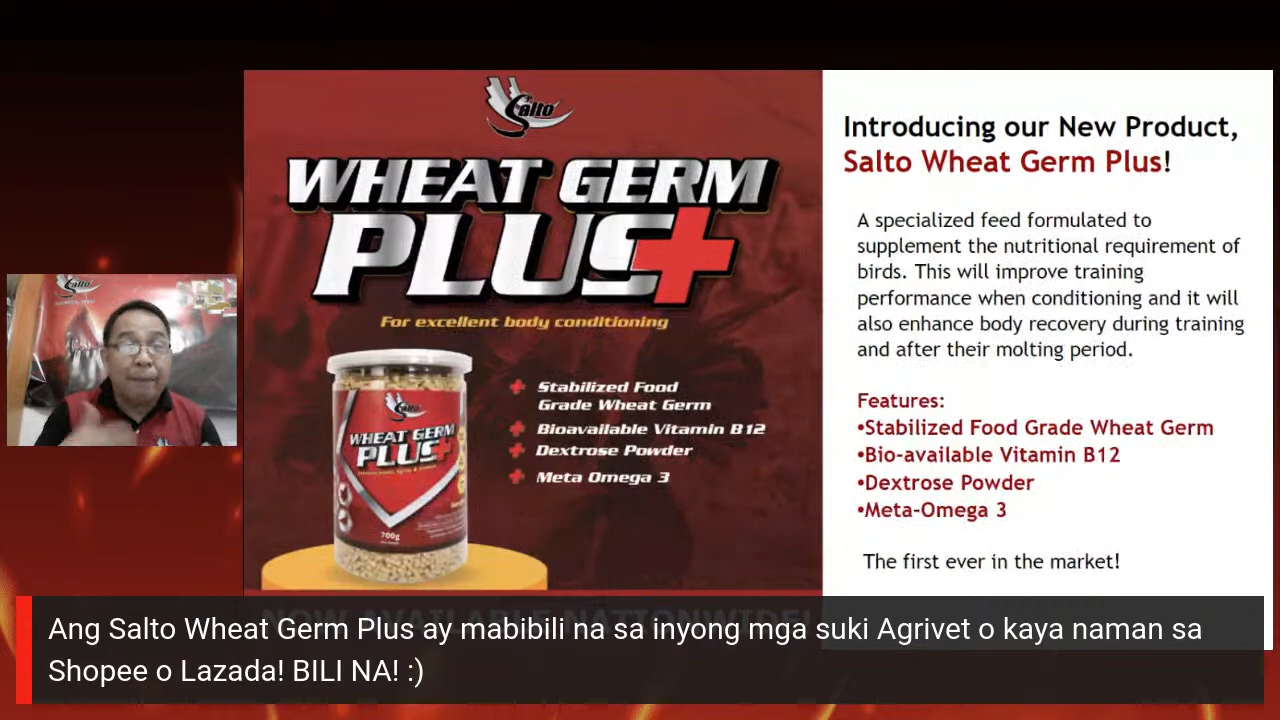 Salto
WHEAT GERM
PLUS+
For excellent body conditioning
Stabilized Food
Grade Wheat Germ
Bioavailable Vitamin B12
Dextrose Powder
Meta Omega 3
Salto
WHEAT GERM
PLUS+
700g
NOW AVAILABLE NATIONWIDE!
Introducing our New Product,
Salto Wheat Germ Plus!
A specialized feed formulated to
supplement the nutritional requirement of
birds. This will improve training
performance when conditioning and it will
also enhance body recovery during training
and after their molting period.
Features:
•Stabilized Food Grade Wheat Germ
•Bio-available Vitamin B12
•Dextrose Powder
•Meta-Omega 3
The first ever in the market!
Salto
Ang Salto Wheat Germ Plus ay mabibili na sa inyong mga suki Agrivet o kaya naman sa
Shopee o Lazada! BILI NA! :)